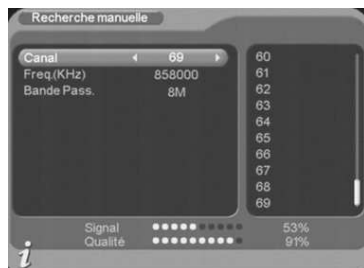 Recherche manuelle
Canal 69
Freq.(KHz) 858000
Bande Pass. 8M
60
61
62
63
64
65
66
67
68
69
Signal 53%
Qualité 91%
i